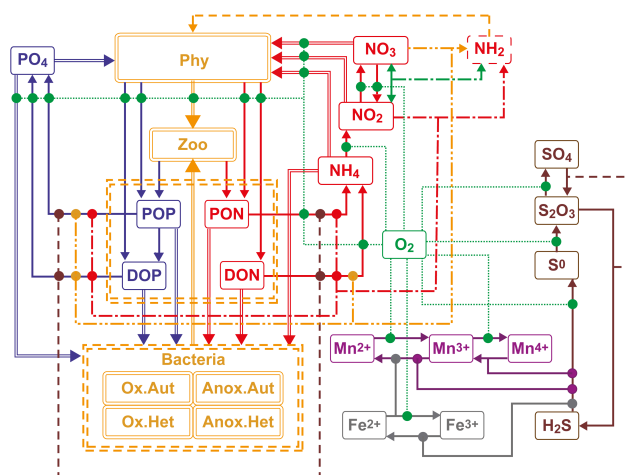 PO4
Phy
NO3
NH2
NO2
Zoo
NH4
SO4
POP
PON
S2O3
O2
DOP
DON
S0
Mn2+
Mn3+
Mn4+
Bacteria
Ox.Aut
Anox.Aut
Ox.Het
Anox.Het
Fe2+
Fe3+
H2S